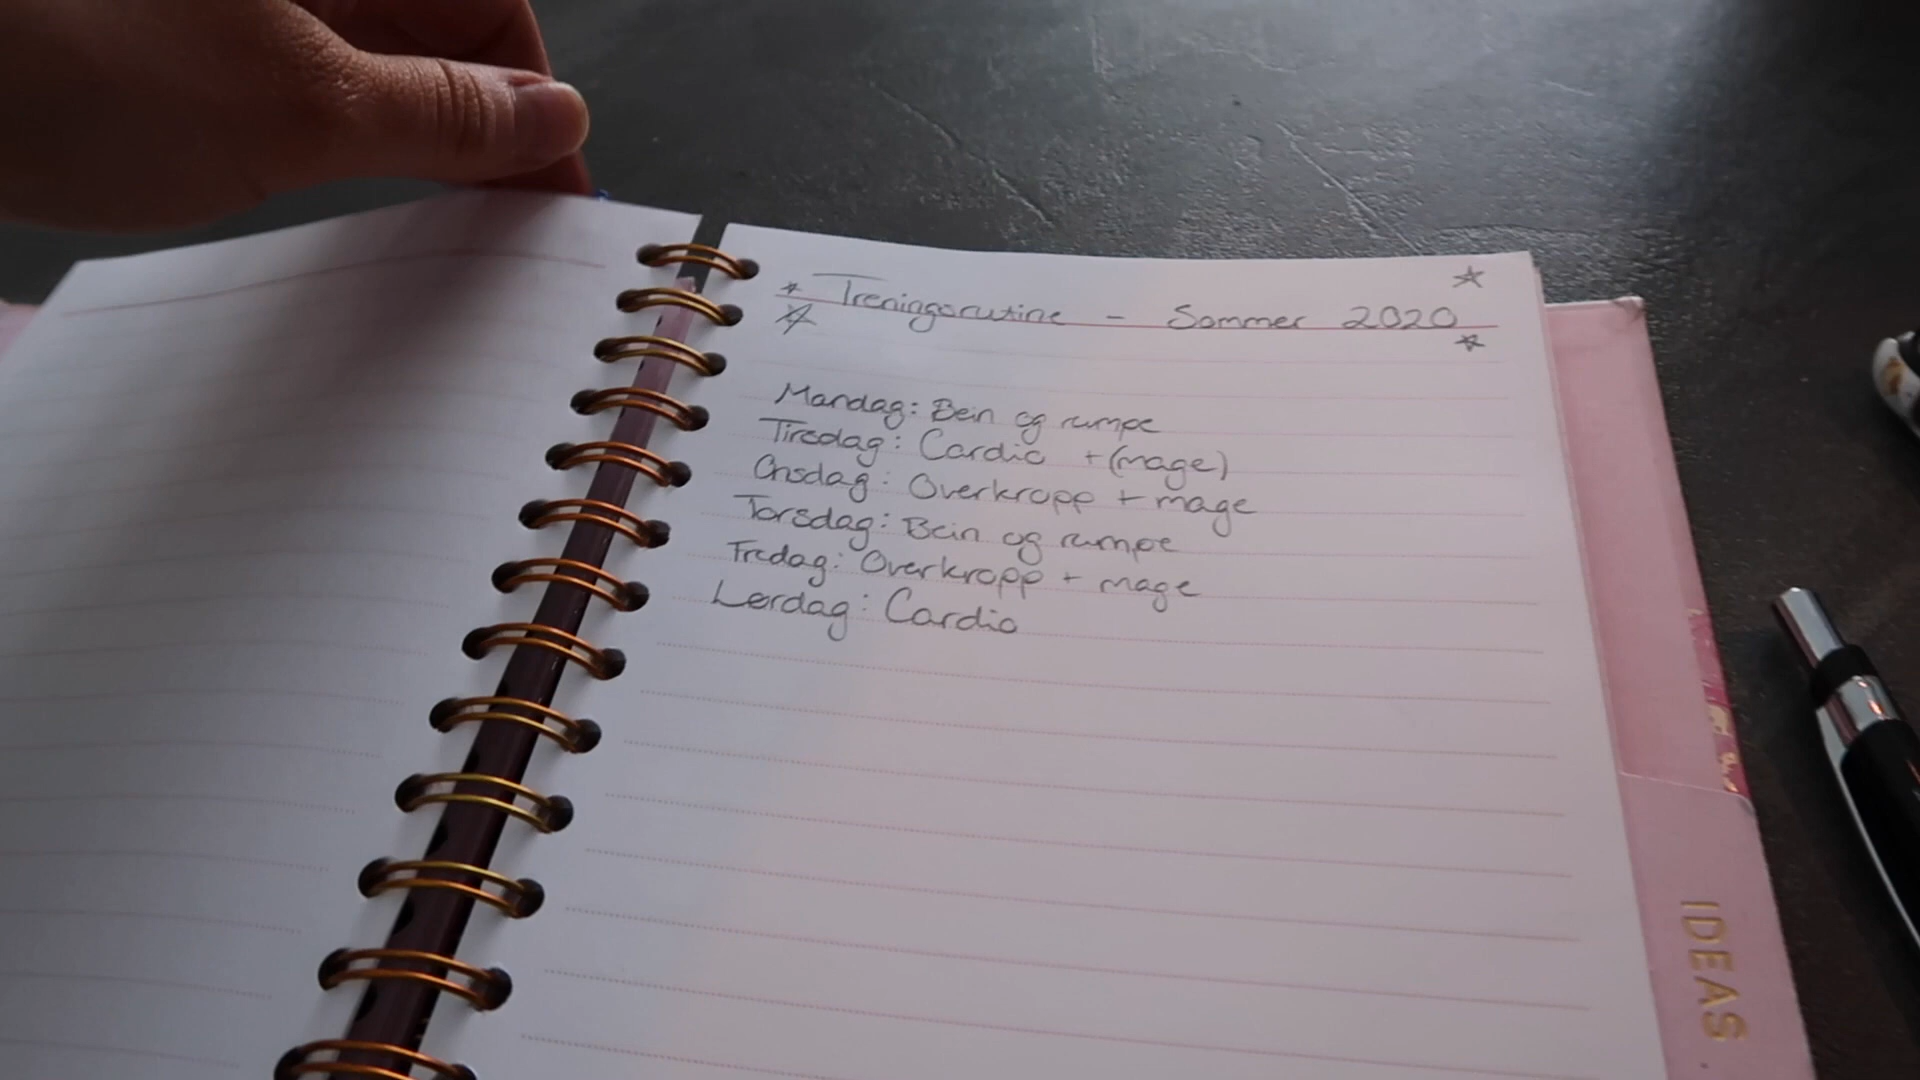 Treningsrutine - Sommer 2020
Mandag: Bein og rumpe
Tirsdag: Cardio + (mage)
Onsdag: Overkropp + mage
Torsdag: Bein og rumpe
Fredag: Overkropp + mage
Lørdag: Cardio
IDEAS